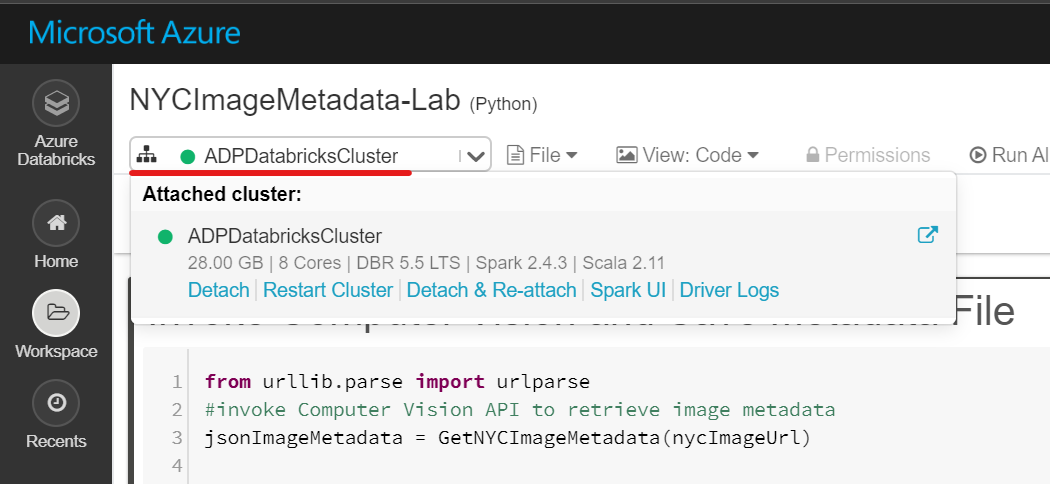 Microsoft Azure
Azure
Databricks
Home
Workspace
Recents
NYCImageMetadata-Lab (Python)
ADPDatabricksCluster
File
View: Code
Permissions
Run Al
Attached cluster:
ADPDatabricksCluster
28.00 GB | 8 Cores | DBR 5.5 LTS | Spark 2.4.3 | Scala 2.11
Detach | Restart Cluster | Detach & Re-attach | Spark UI | Driver Logs
File
1 from urllib.parse import urlparse
2 #invoke Computer Vision API to retrieve image metadata
3 jsonImageMetadata = GetNYCImageMetadata(nycImageUrl)
4